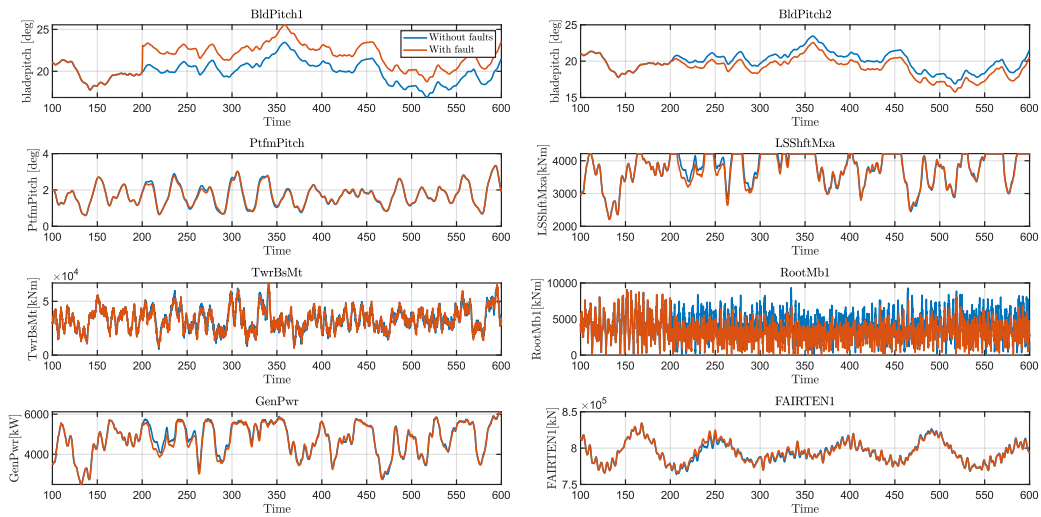 BldPitch1
bladepitch [deg]
25
20
Without faults
With fault
100 150 200 250 300 350 400 450 500 550 600
Time
BldPitch2
bladepitch [deg]
25
20
15
100 150 200 250 300 350 400 450 500 550 600
Time
PtfmPitch
PtfmPitch [deg]
4
2
0
100 150 200 250 300 350 400 450 500 550 600
Time
LSShftMxa
LSShftMxa[kNm]
4000
3000
2000
100 150 200 250 300 350 400 450 500 550 600
Time
TwrBsMt
×10⁴
TwrBsMt[kNm]
5
0
100 150 200 250 300 350 400 450 500 550 600
Time
RootMb1
RootMb1[kNm]
10000
5000
0
100 150 200 250 300 350 400 450 500 550 600
Time
GenPwr
GenPwr[kW]
6000
4000
100 150 200 250 300 350 400 450 500 550 600
Time
FAIRTEN1
×10⁵
FAIRTEN1[kN]
8.5
8
7.5
100 150 200 250 300 350 400 450 500 550 600
Time